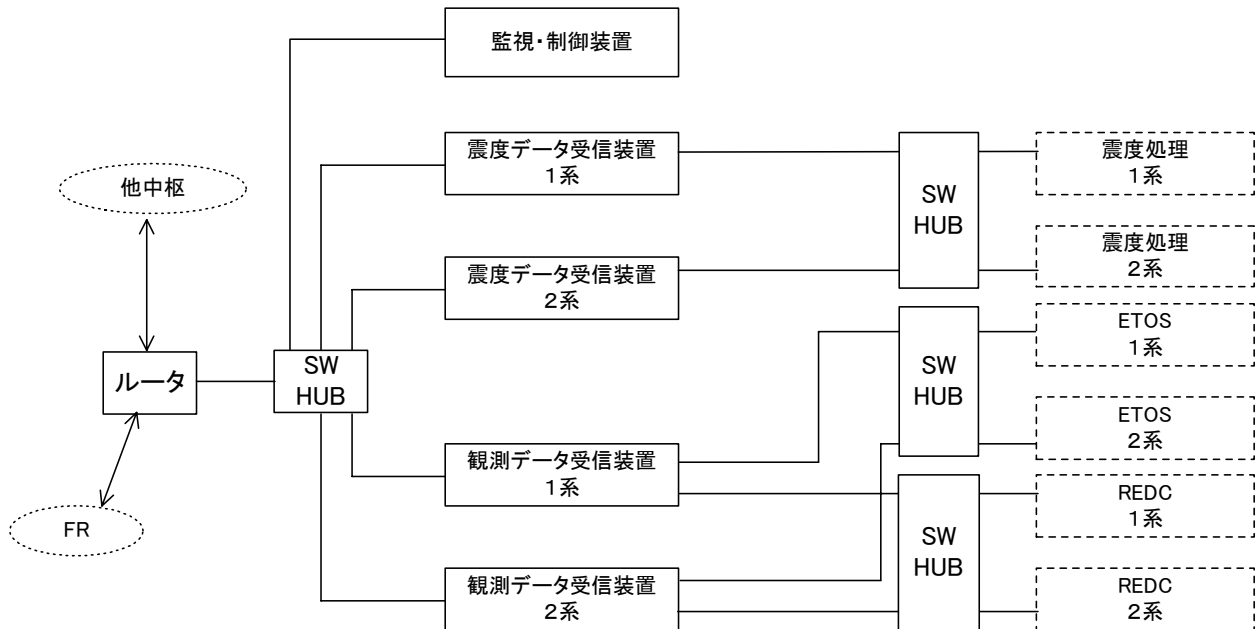 監視・制御装置
震度データ受信装置
1系
震度処理
1系
他中枢
SW
HUB
震度データ受信装置
2系
震度処理
2系
ETOS
1系
ルータ
SW
HUB
SW
HUB
ETOS
2系
観測データ受信装置
1系
REDC
1系
FR
SW
HUB
観測データ受信装置
2系
REDC
2系